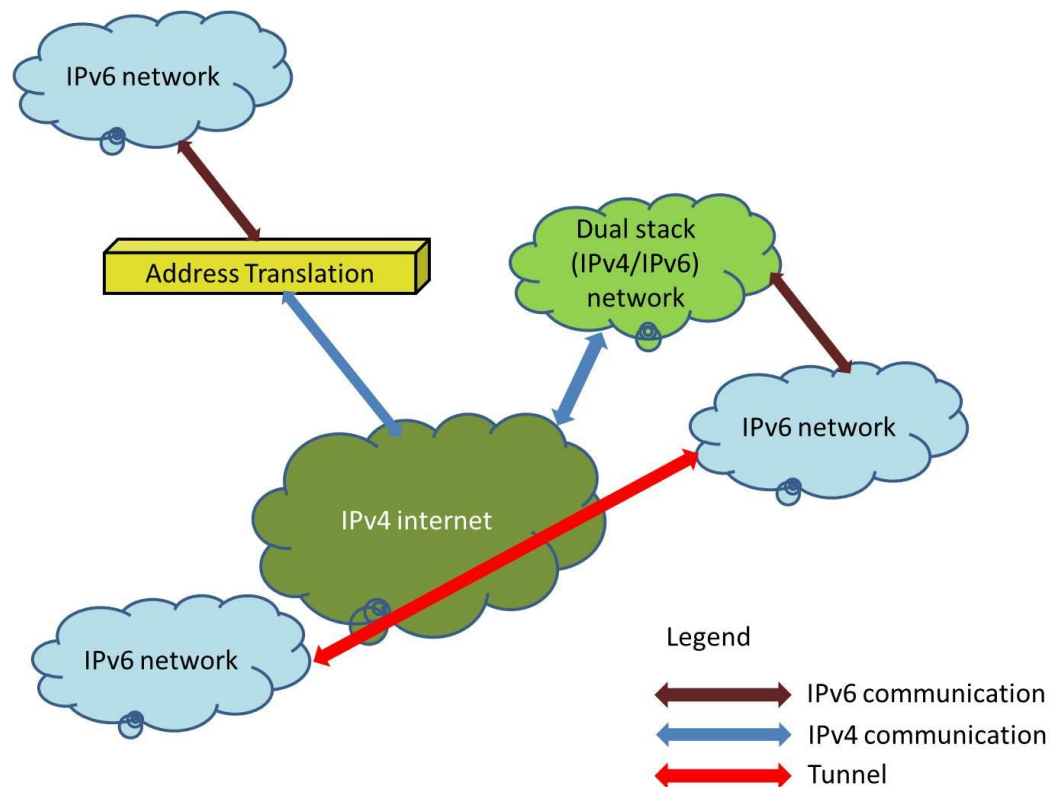 IPv6 network
Address Translation
Dual stack
(IPv4/IPv6)
network
IPv6 network
IPv4 internet
IPv6 network
Legend
IPv6 communication
IPv4 communication
Tunnel